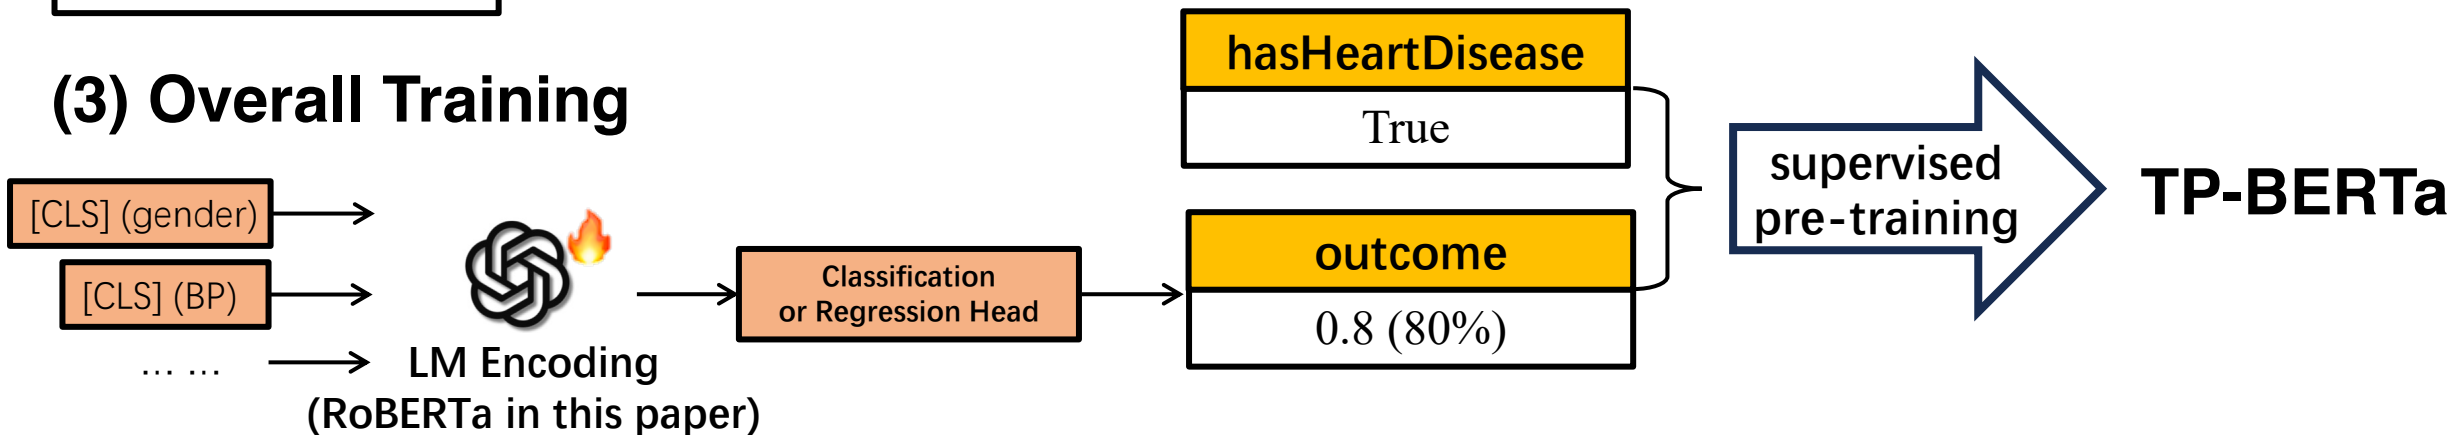 (3) Overall Training
[CLS] (gender)
[CLS] (BP)
... ...
LM Encoding
(RoBERTa in this paper)
Classification
or Regression Head
hasHeartDisease
True
outcome
0.8 (80%)
supervised
pre-training
TP-BERTa